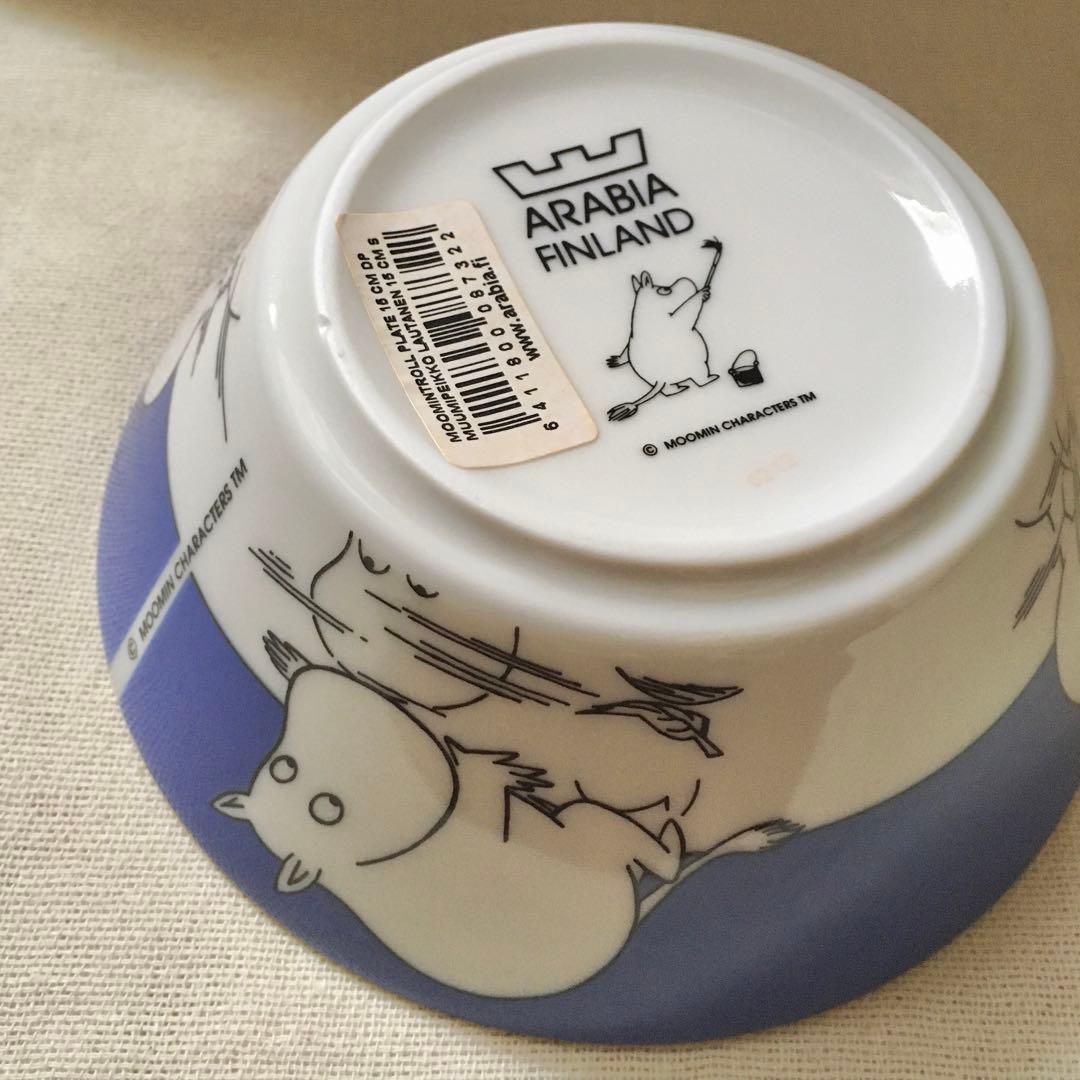 ARABIA
FINLAND
© MOOMIN CHARACTERS TM
MOOMINTROLL PLATE 15 CM DP
MUUMIPEIKKO LAUTANEN 15 CM S
6 411800 087322
www.arabia.fi
© MOOMIN CHARACTERS TM